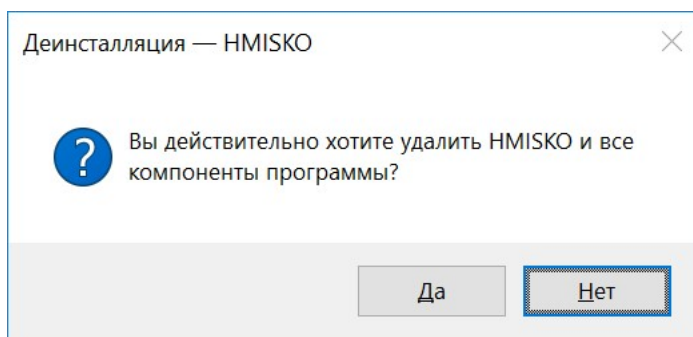 Деинсталляция — HMISKO
Вы действительно хотите удалить HMISKO и все
компоненты программы?
Да
Нет